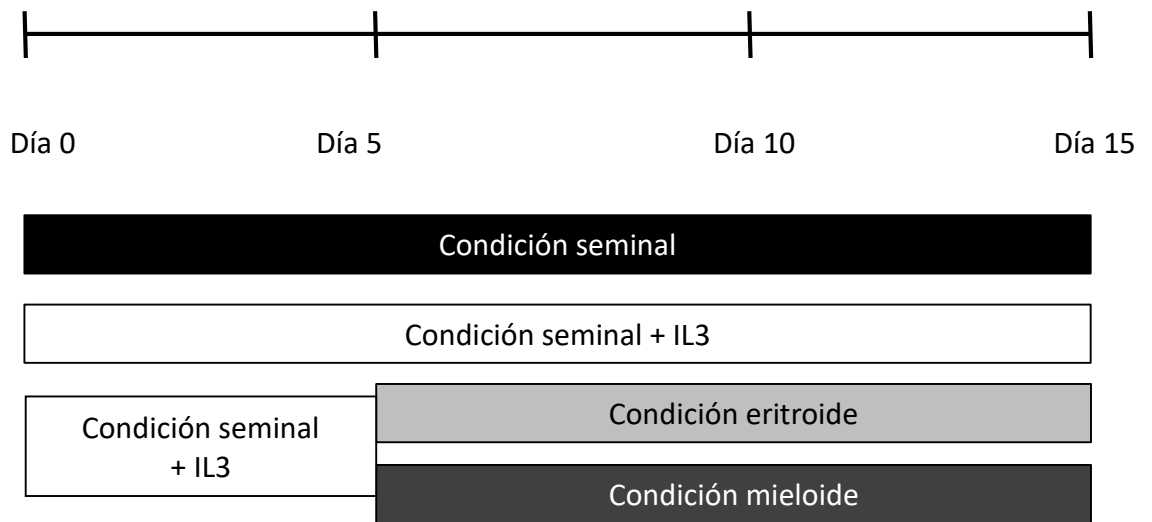 Día 0 Día 5 Día 10 Día 15
Condición seminal
Condición seminal + IL3
Condición seminal
+ IL3
Condición eritroide
Condición mieloide